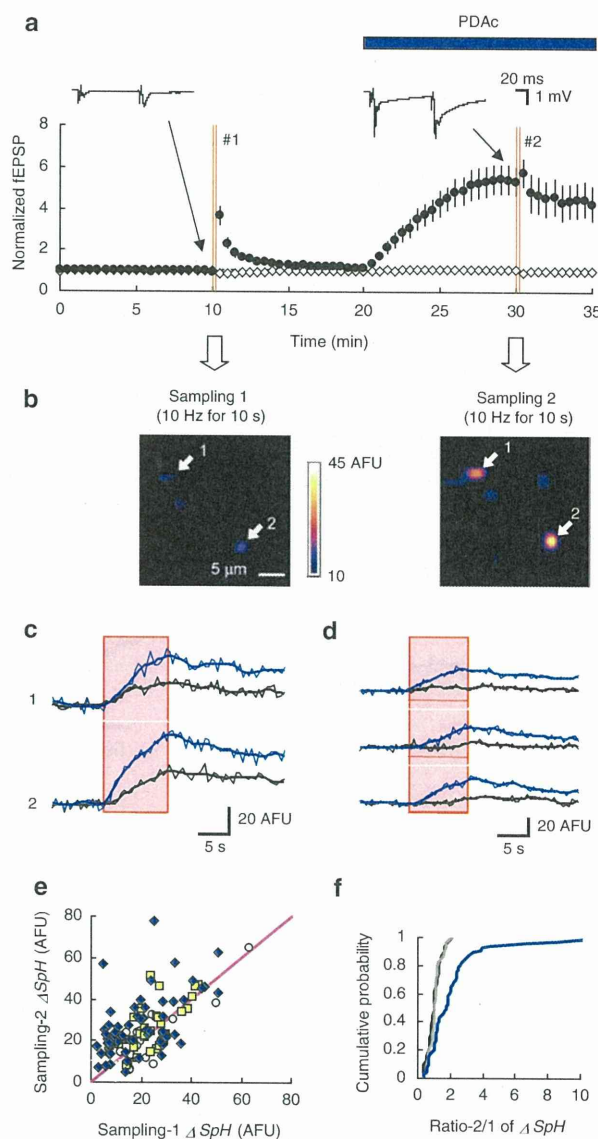 a
PDAc
20 ms
1 mV
#1
#2
Normalized fEPSP
8
6
4
2
0
0 5 10 15 20 25 30 35
Time (min)
b
Sampling 1
(10 Hz for 10 s)
Sampling 2
(10 Hz for 10 s)
1
2
5 μm
45 AFU
10
1
2
c
1
2
20 AFU
5 s
d
20 AFU
5 s
e
Sampling-2 ΔSpH (AFU)
80
60
40
20
0
0 20 40 60 80
Sampling-1 ΔSpH (AFU)
f
Cumulative probability
1
0.8
0.6
0.4
0.2
0
0 2 4 6 8 10
Ratio-2/1 of ΔSpH